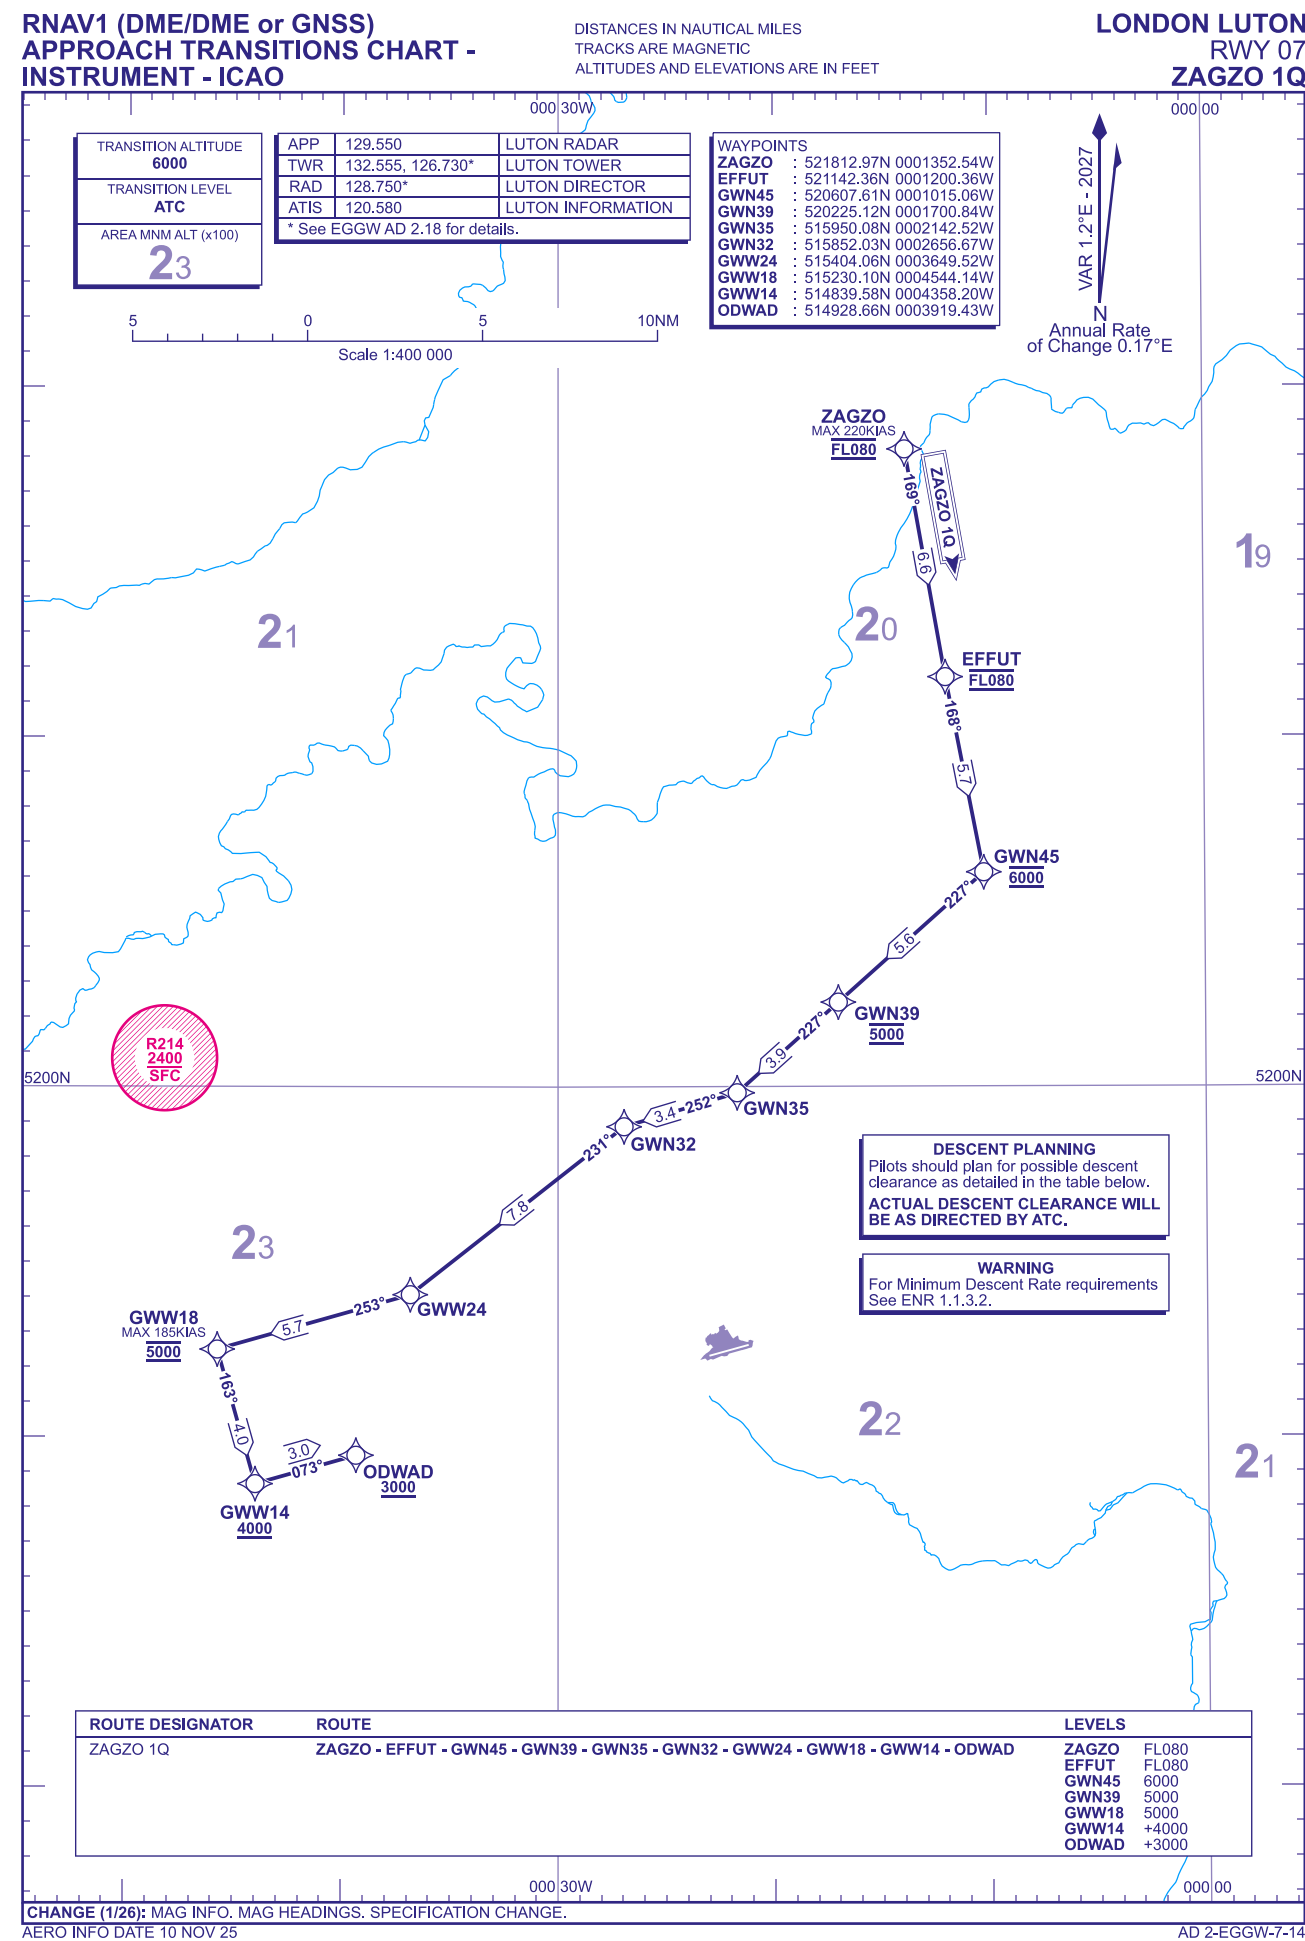 RNAV1 (DME/DME or GNSS)
APPROACH TRANSITIONS CHART -
INSTRUMENT - ICAO
DISTANCES IN NAUTICAL MILES
TRACKS ARE MAGNETIC
ALTITUDES AND ELEVATIONS ARE IN FEET
LONDON LUTON
RWY 07
ZAGZO 1Q
000 30W
000 00
TRANSITION ALTITUDE
6000
TRANSITION LEVEL
ATC
AREA MNM ALT (x100)
23
APP 129.550 LUTON RADAR
TWR 132.555, 126.730* LUTON TOWER
RAD 128.750* LUTON DIRECTOR
ATIS 120.580 LUTON INFORMATION
* See EGGW AD 2.18 for details.
WAYPOINTS
ZAGZO : 521812.97N 0001352.54W
EFFUT : 521142.36N 0001200.36W
GWN45 : 520607.61N 0001015.06W
GWN39 : 520225.12N 0001700.84W
GWN35 : 515950.08N 0002142.52W
GWN32 : 515852.03N 0002656.67W
GWW24 : 515404.06N 0003649.52W
GWW18 : 515230.10N 0004544.14W
GWW14 : 514839.58N 0004358.20W
ODWAD : 514928.66N 0003919.43W
VAR 1.2°E - 2027
N
Annual Rate
of Change 0.17°E
5 0 5 10NM
Scale 1:400 000
ZAGZO
MAX 220KIAS
FL080
169°
ZAGZO 1Q
6.6
19
21
20
EFFUT
FL080
168°
5.7
GWN45
6000
227°
5.6
GWN39
5000
227°
3.9
R214
2400
SFC
5200N
5200N
GWN35
252°
3.4
GWN32
231°
7.8
DESCENT PLANNING
Pilots should plan for possible descent
clearance as detailed in the table below.
ACTUAL DESCENT CLEARANCE WILL
BE AS DIRECTED BY ATC.
23
WARNING
For Minimum Descent Rate requirements
See ENR 1.1.3.2.
GWW24
253°
5.7
GWW18
MAX 185KIAS
5000
163°
4.0
22
21
3.0
073°
ODWAD
3000
GWW14
4000
ROUTE DESIGNATOR ROUTE LEVELS
ZAGZO 1Q ZAGZO - EFFUT - GWN45 - GWN39 - GWN35 - GWN32 - GWW24 - GWW18 - GWW14 - ODWAD ZAGZO FL080
EFFUT FL080
GWN45 6000
GWN39 5000
GWW18 5000
GWW14 +4000
ODWAD +3000
000 30W
000 00
CHANGE (1/26): MAG INFO. MAG HEADINGS. SPECIFICATION CHANGE.
AERO INFO DATE 10 NOV 25
AD 2-EGGW-7-14